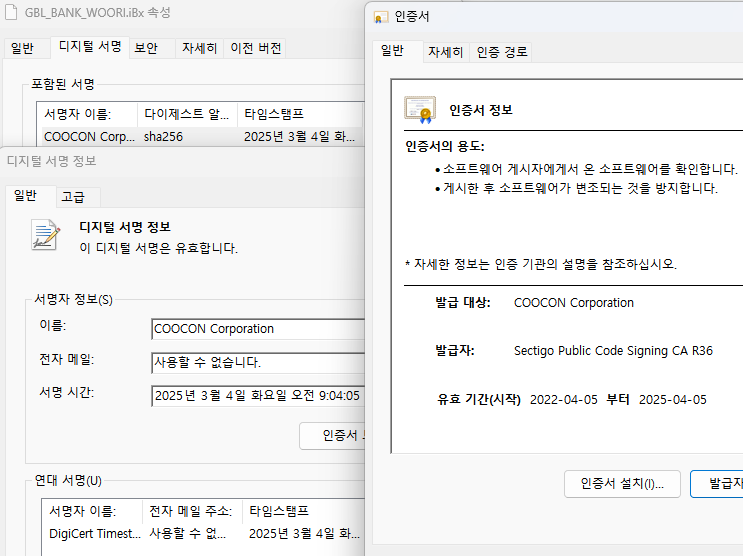 GBL_BANK_WOORI.iBx 속성
일반 디지털 서명 보안 자세히 이전 버전
포함된 서명
서명자 이름: 다이제스트 알... 타임스탬프
COOCON Corp... sha256 2025년 3월 4일 화...
디지털 서명 정보
일반 고급
디지털 서명 정보
이 디지털 서명은 유효합니다.
서명자 정보(S)
이름: COOCON Corporation
전자 메일: 사용할 수 없습니다.
서명 시간: 2025년 3월 4일 화요일 오전 9:04:05
인증서
연대 서명(U)
서명자 이름: 전자 메일 주소: 타임스탬프
DigiCert Timest... 사용할 수 없... 2025년 3월 4일 화...
인증서
일반 자세히 인증 경로
인증서 정보
인증서의 용도:
•소프트웨어 게시자에게서 온 소프트웨어를 확인합니다.
•게시한 후 소프트웨어가 변조되는 것을 방지합니다.
* 자세한 정보는 인증 기관의 설명을 참조하십시오.
발급 대상: COOCON Corporation
발급자: Sectigo Public Code Signing CA R36
유효 기간(시작) 2022-04-05 부터 2025-04-05
인증서 설치(I)... 발급자